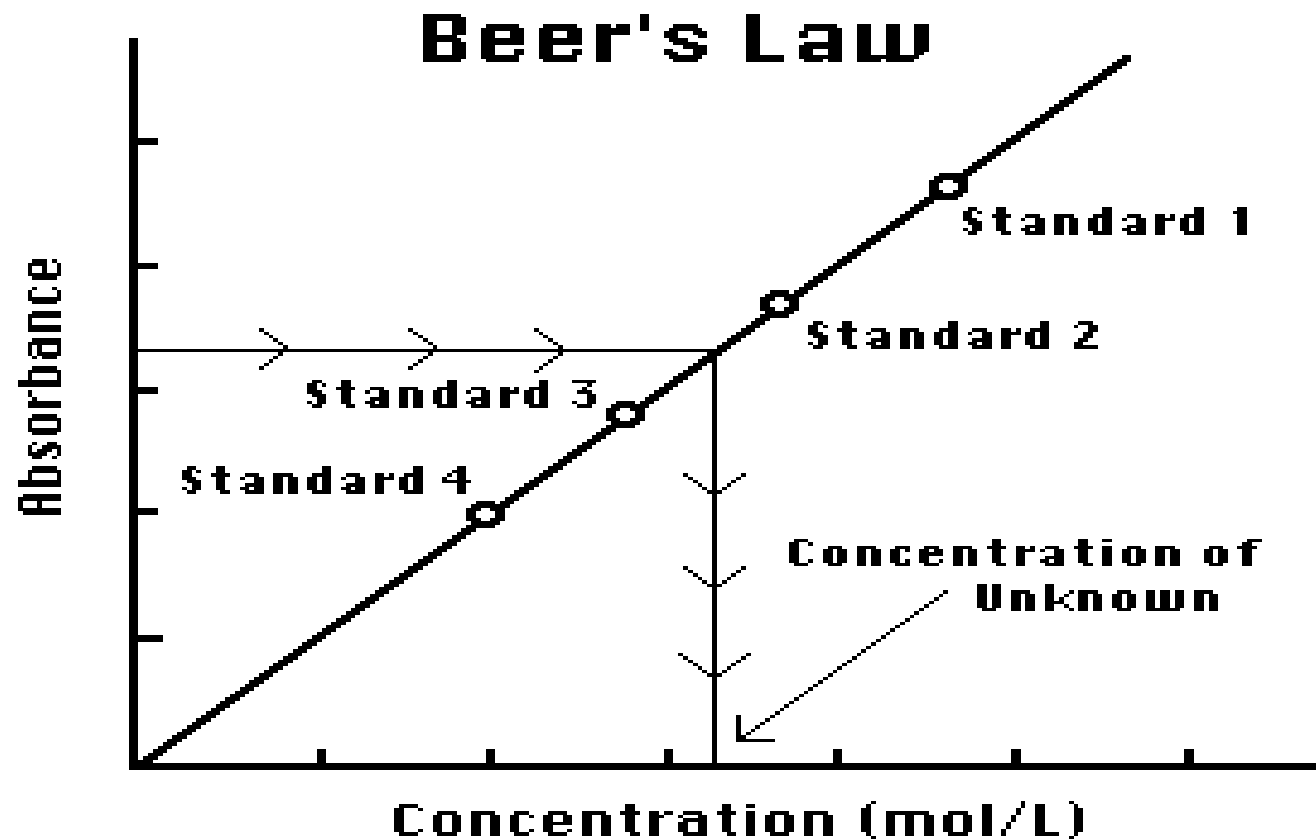 Beer's Law
Standard 1
Standard 2
Standard 3
Standard 4
Absorbance
Concentration of
Unknown
Concentration (mol/L)